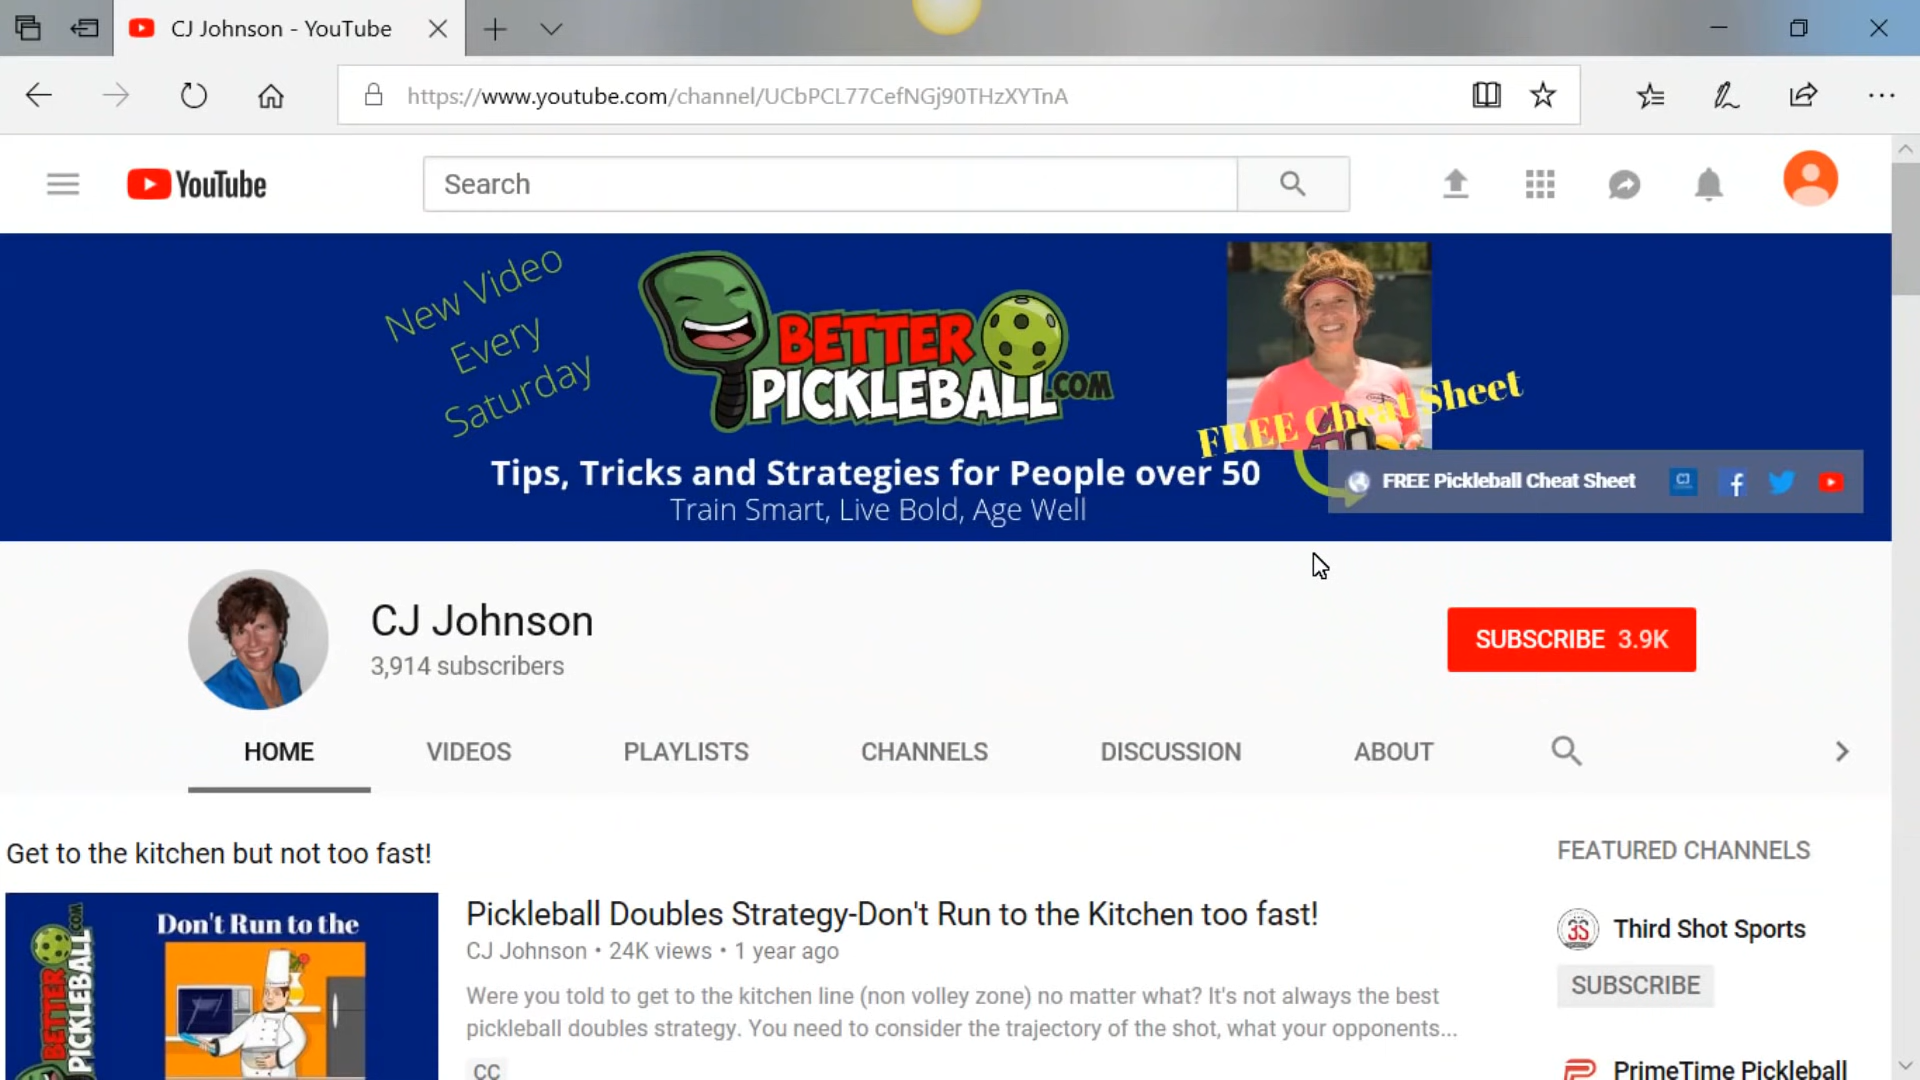 CJ Johnson - YouTube
https://www.youtube.com/channel/UCbPCL77CefNGj90THzXYTnA
YouTube
Search
New Video
Every
Saturday
BETTER
PICKLEBALL.COM
FREE Cheat Sheet
Tips, Tricks and Strategies for People over 50
Train Smart, Live Bold, Age Well
FREE Pickleball Cheat Sheet
CJ
CJ Johnson
3,914 subscribers
SUBSCRIBE 3.9K
HOME VIDEOS PLAYLISTS CHANNELS DISCUSSION ABOUT
Get to the kitchen but not too fast!
FEATURED CHANNELS
Don't Run to the
BETTER
PICKLEBALL.COM
Pickleball Doubles Strategy-Don't Run to the Kitchen too fast!
CJ Johnson • 24K views • 1 year ago
Were you told to get to the kitchen line (non volley zone) no matter what? It's not always the best
pickleball doubles strategy. You need to consider the trajectory of the shot, what your opponents...
CC
3S
Third Shot Sports
SUBSCRIBE
PrimeTime Pickleball